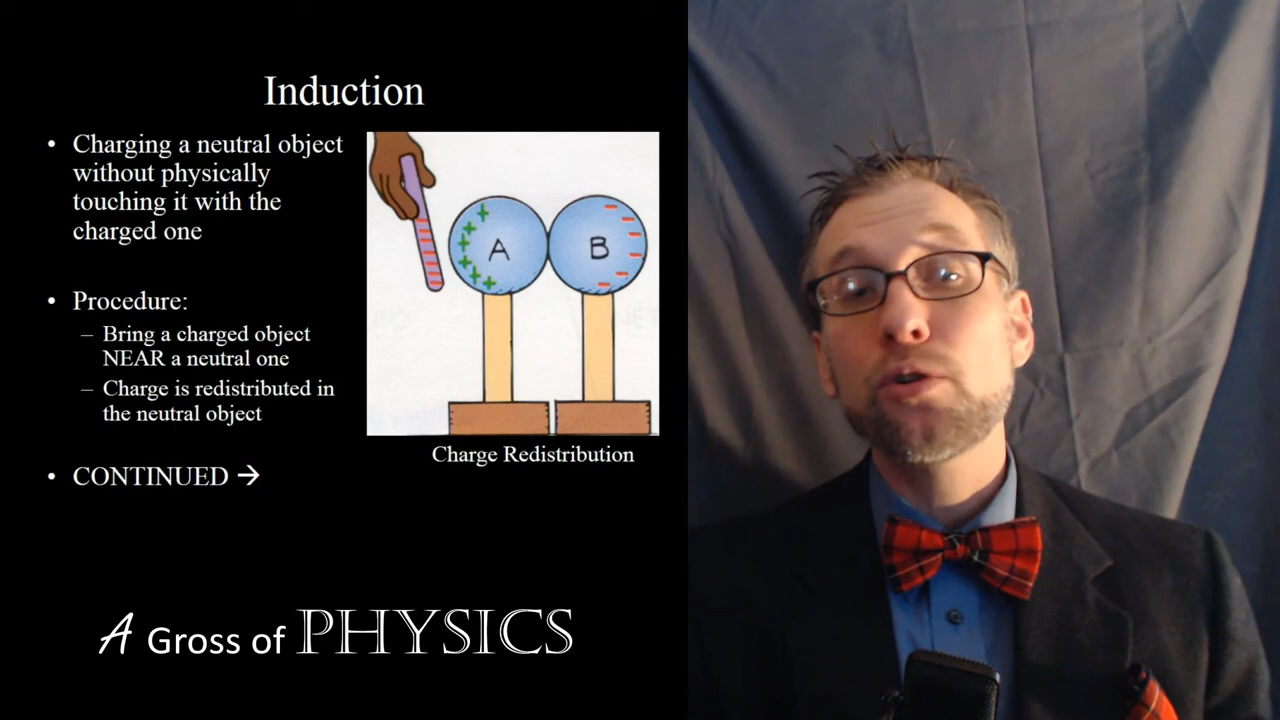 Induction
• Charging a neutral object
without physically
touching it with the
charged one
• Procedure:
– Bring a charged object
NEAR a neutral one
– Charge is redistributed in
the neutral object
• CONTINUED →
A
B
Charge Redistribution
A Gross of PHYSICS